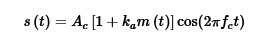 s(t) = A_c [1 + k_a m(t)] cos(2πf_c t)